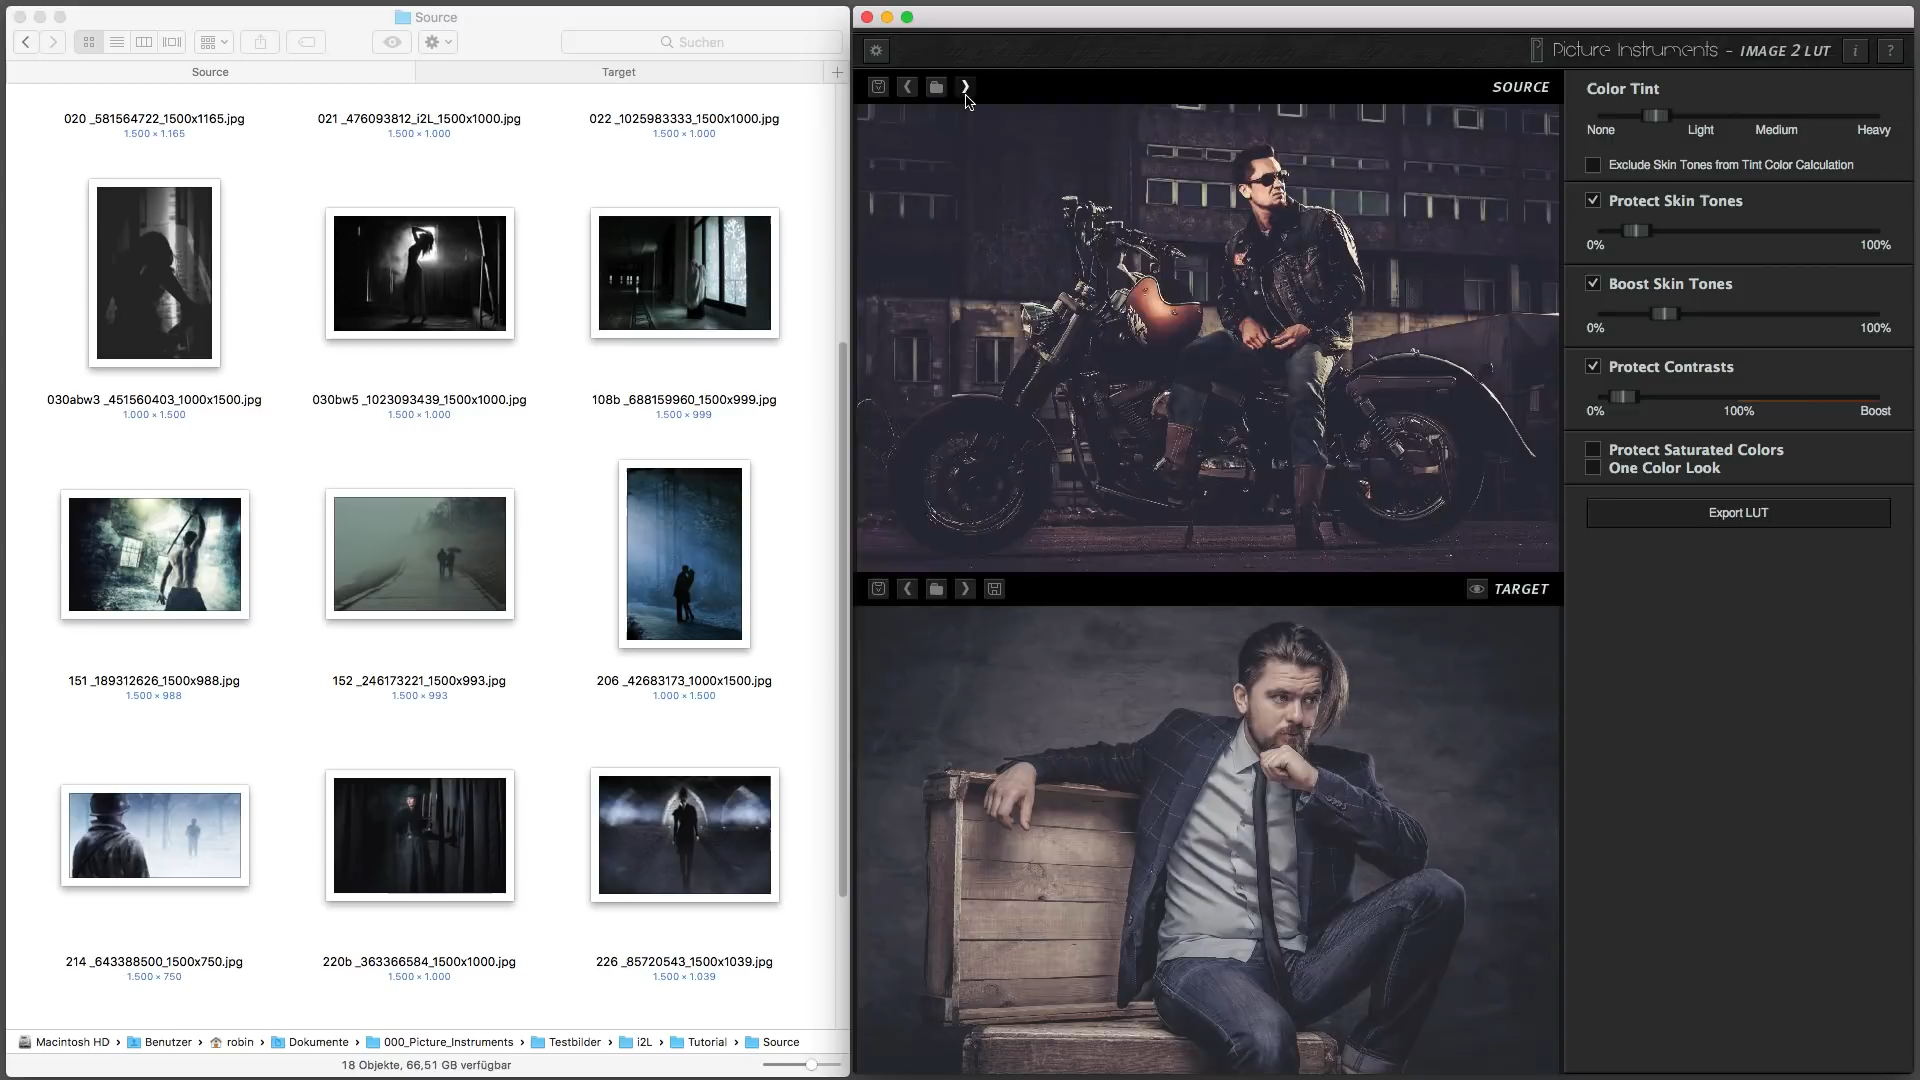 Source
Suchen
Source
Target
020 _581564722_1500x1165.jpg
1.500 × 1.165
021 _476093812_i2L_1500x1000.jpg
1.500 × 1.000
022 _1025983333_1500x1000.jpg
1.500 × 1.000
030abw3 _451560403_1000x1500.jpg
1.000 × 1.500
030bw5 _1023093439_1500x1000.jpg
1.500 × 1.000
108b _688159960_1500x999.jpg
1.500 × 999
151 _189312626_1500x988.jpg
1.500 × 988
152 _246173221_1500x993.jpg
1.500 × 993
206 _42683173_1000x1500.jpg
1.000 × 1.500
214 _643388500_1500x750.jpg
1.500 × 750
220b _363366584_1500x1000.jpg
1.500 × 1.000
226 _85720543_1500x1039.jpg
1.500 × 1.039
Macintosh HD › Benutzer › robin › Dokumente › 000_Picture_Instruments › Testbilder › i2L › Tutorial › Source
18 Objekte, 66,51 GB verfügbar
Picture Instruments - IMAGE 2 LUT
i
?
SOURCE
TARGET
Color Tint
None Light Medium Heavy
Exclude Skin Tones from Tint Color Calculation
Protect Skin Tones
0% 100%
Boost Skin Tones
0% 100%
Protect Contrasts
0% 100% Boost
Protect Saturated Colors
One Color Look
Export LUT